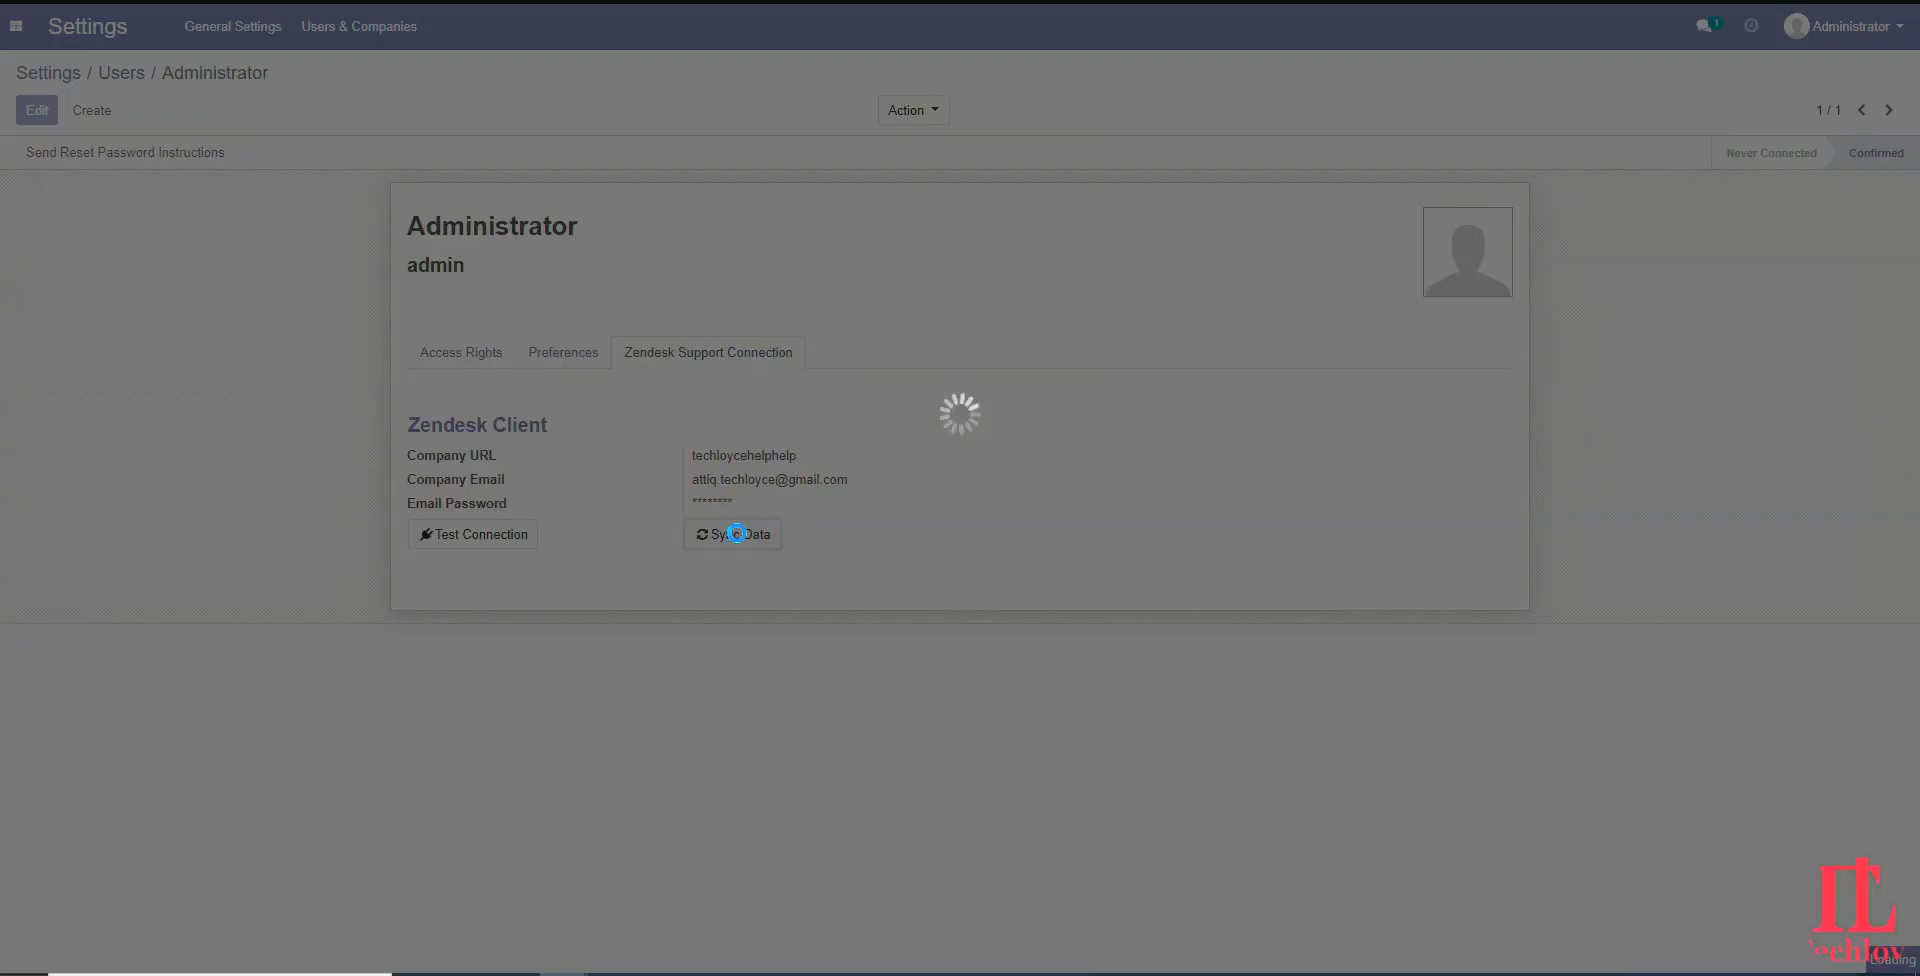 Settings General Settings Users & Companies 1 Administrator
Settings / Users / Administrator
Edit Create Action 1 / 1
Send Reset Password Instructions Never Connected Confirmed
Administrator
admin
Access Rights Preferences Zendesk Support Connection
Zendesk Client
Company URL techloycehelphelp
Company Email attiq.techloyce@gmail.com
Email Password ********
Test Connection Sync Data
TL
Loading